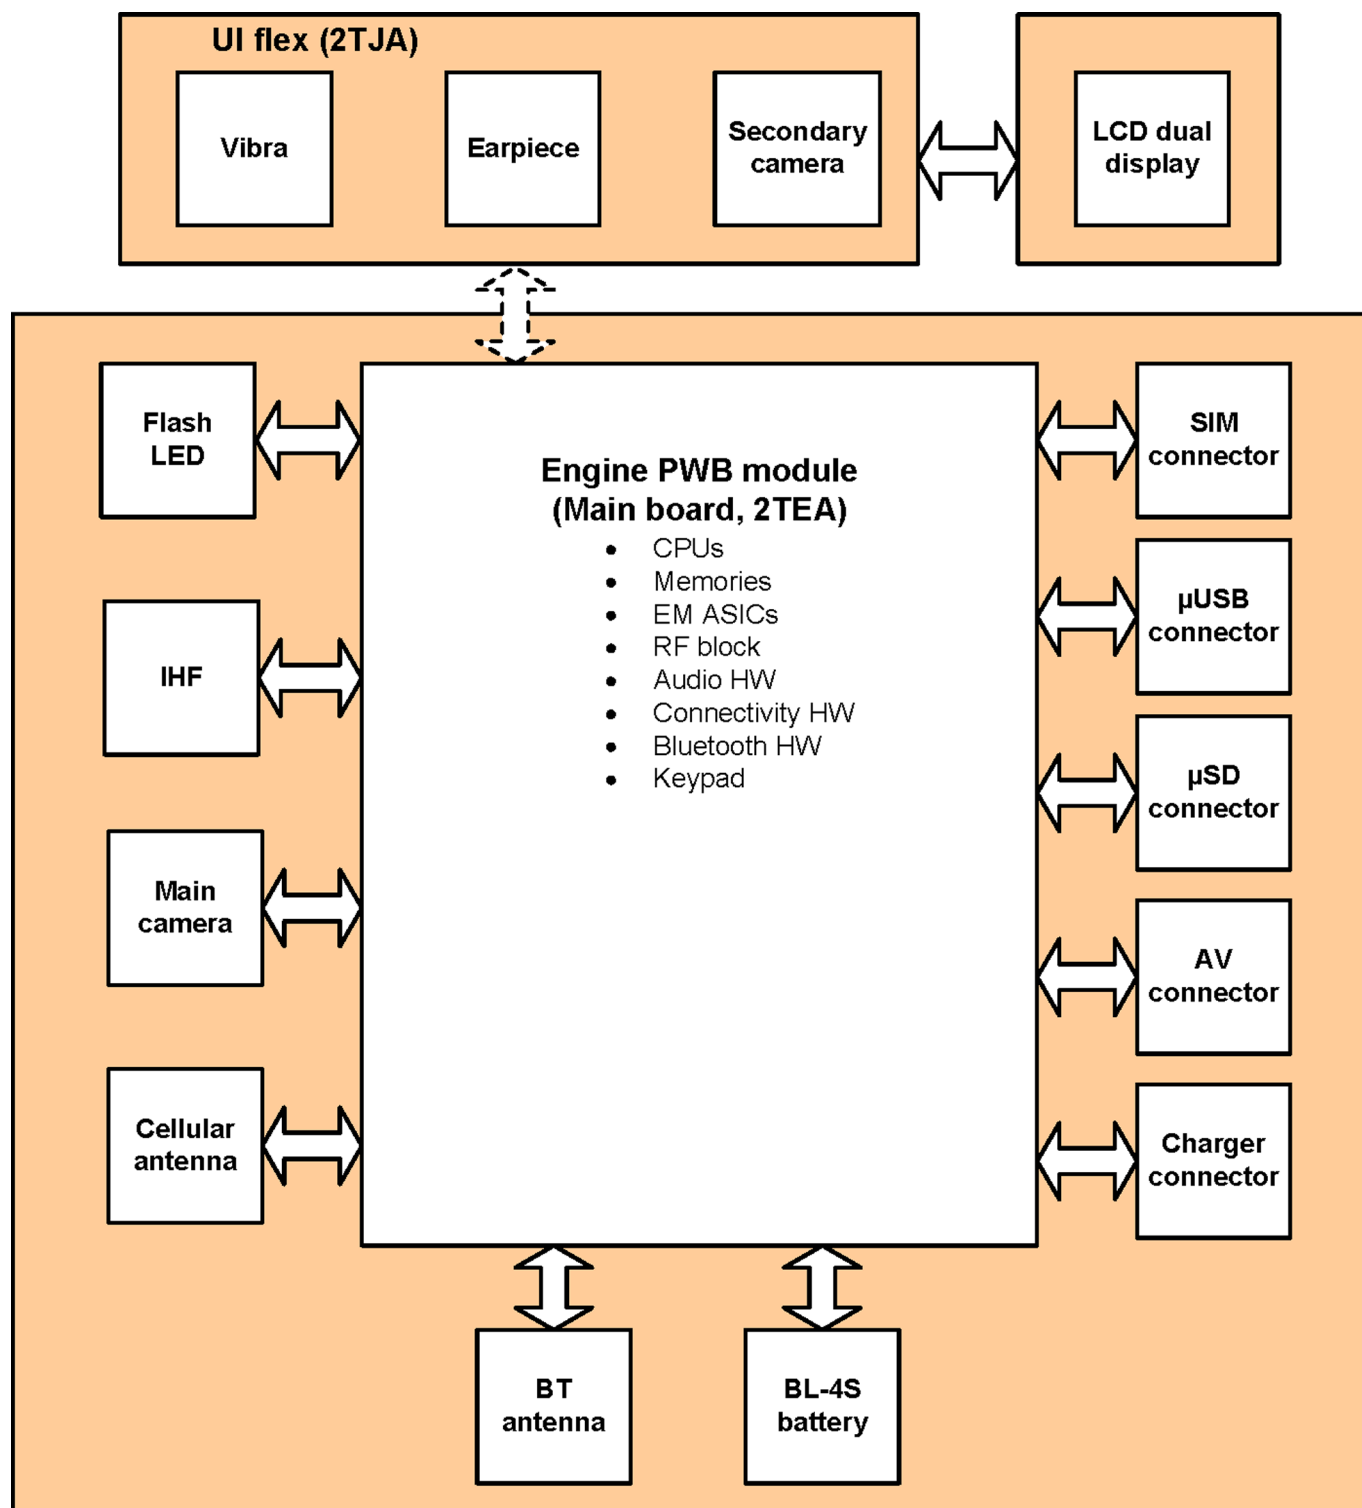 UI flex (2TJA)
Vibra
Earpiece
Secondary
camera
LCD dual
display
Flash
LED
IHF
Main
camera
Cellular
antenna
Engine PWB module
(Main board, 2TEA)
• CPUs
• Memories
• EM ASICs
• RF block
• Audio HW
• Connectivity HW
• Bluetooth HW
• Keypad
SIM
connector
µUSB
connector
µSD
connector
AV
connector
Charger
connector
BT
antenna
BL-4S
battery